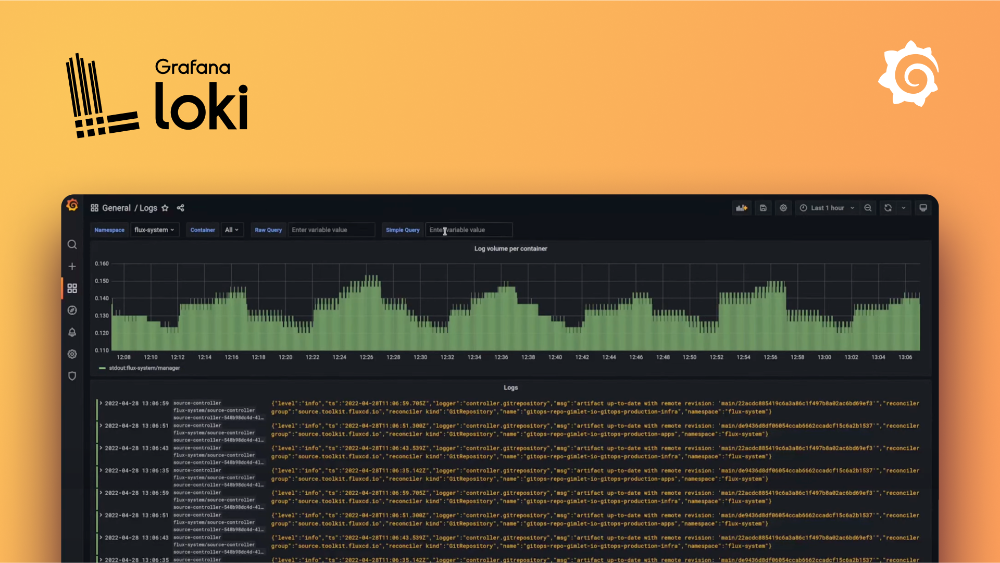 Grafana
loki
General / Logs
Last 1 hour
Namespace flux-system Container All Raw Query Enter variable value Simple Query Enter variable value
Log volume per container
0.160
0.150
0.140
0.130
0.120
0.110
12:08 12:10 12:12 12:14 12:16 12:18 12:20 12:22 12:24 12:26 12:28 12:30 12:32 12:34 12:36 12:38 12:40 12:42 12:44 12:46 12:48 12:50 12:52 12:54 12:56 12:58 13:00 13:02 13:04 13:06
stdout:flux-system/manager
Logs
2022-04-28 13:06:59 source-controller {"level":"info","ts":"2022-04-28T11:06:59.705Z","logger":"controller.gitrepository","msg":"artifact up-to-date with remote revision: 'main/22acdc885419c6a3a86c1f497b8a02ac6bd69ef3'","reconciler
flux-system/source-controller group":"source.toolkit.fluxcd.io","reconciler kind":"GitRepository","name":"gitops-repo-gimlet-io-gitops-production-infra","namespace":"flux-system"}
source-controller-548b98dc4d-4l…
2022-04-28 13:06:51 source-controller {"level":"info","ts":"2022-04-28T11:06:51.300Z","logger":"controller.gitrepository","msg":"artifact up-to-date with remote revision: 'main/de9436d8df06054ccab6662ccadcf15c6a2b1537'","reconciler
flux-system/source-controller group":"source.toolkit.fluxcd.io","reconciler kind":"GitRepository","name":"gitops-repo-gimlet-io-gitops-production-apps","namespace":"flux-system"}
source-controller-548b98dc4d-4l…
2022-04-28 13:06:43 source-controller {"level":"info","ts":"2022-04-28T11:06:43.539Z","logger":"controller.gitrepository","msg":"artifact up-to-date with remote revision: 'main/22acdc885419c6a3a86c1f497b8a02ac6bd69ef3'","reconciler
flux-system/source-controller group":"source.toolkit.fluxcd.io","reconciler kind":"GitRepository","name":"gitops-repo-gimlet-io-gitops-production-infra","namespace":"flux-system"}
source-controller-548b98dc4d-4l…
2022-04-28 13:06:35 source-controller {"level":"info","ts":"2022-04-28T11:06:35.142Z","logger":"controller.gitrepository","msg":"artifact up-to-date with remote revision: 'main/de9436d8df06054ccab6662ccadcf15c6a2b1537'","reconciler
flux-system/source-controller group":"source.toolkit.fluxcd.io","reconciler kind":"GitRepository","name":"gitops-repo-gimlet-io-gitops-production-apps","namespace":"flux-system"}
source-controller-548b98dc4d-4l…
2022-04-28 13:06:59 source-controller {"level":"info","ts":"2022-04-28T11:06:59.705Z","logger":"controller.gitrepository","msg":"artifact up-to-date with remote revision: 'main/22acdc885419c6a3a86c1f497b8a02ac6bd69ef3'","reconciler
flux-system/source-controller group":"source.toolkit.fluxcd.io","reconciler kind":"GitRepository","name":"gitops-repo-gimlet-io-gitops-production-infra","namespace":"flux-system"}
source-controller-548b98dc4d-4l…
2022-04-28 13:06:51 source-controller {"level":"info","ts":"2022-04-28T11:06:51.300Z","logger":"controller.gitrepository","msg":"artifact up-to-date with remote revision: 'main/de9436d8df06054ccab6662ccadcf15c6a2b1537'","reconciler
flux-system/source-controller group":"source.toolkit.fluxcd.io","reconciler kind":"GitRepository","name":"gitops-repo-gimlet-io-gitops-production-apps","namespace":"flux-system"}
source-controller-548b98dc4d-4l…
2022-04-28 13:06:43 source-controller {"level":"info","ts":"2022-04-28T11:06:43.539Z","logger":"controller.gitrepository","msg":"artifact up-to-date with remote revision: 'main/22acdc885419c6a3a86c1f497b8a02ac6bd69ef3'","reconciler
flux-system/source-controller group":"source.toolkit.fluxcd.io","reconciler kind":"GitRepository","name":"gitops-repo-gimlet-io-gitops-production-infra","namespace":"flux-system"}
source-controller-548b98dc4d-4l…
2022-04-28 13:06:35 source-controller {"level":"info","ts":"2022-04-28T11:06:35.142Z","logger":"controller.gitrepository","msg":"artifact up-to-date with remote revision: 'main/de9436d8df06054ccab6662ccadcf15c6a2b1537'","reconciler